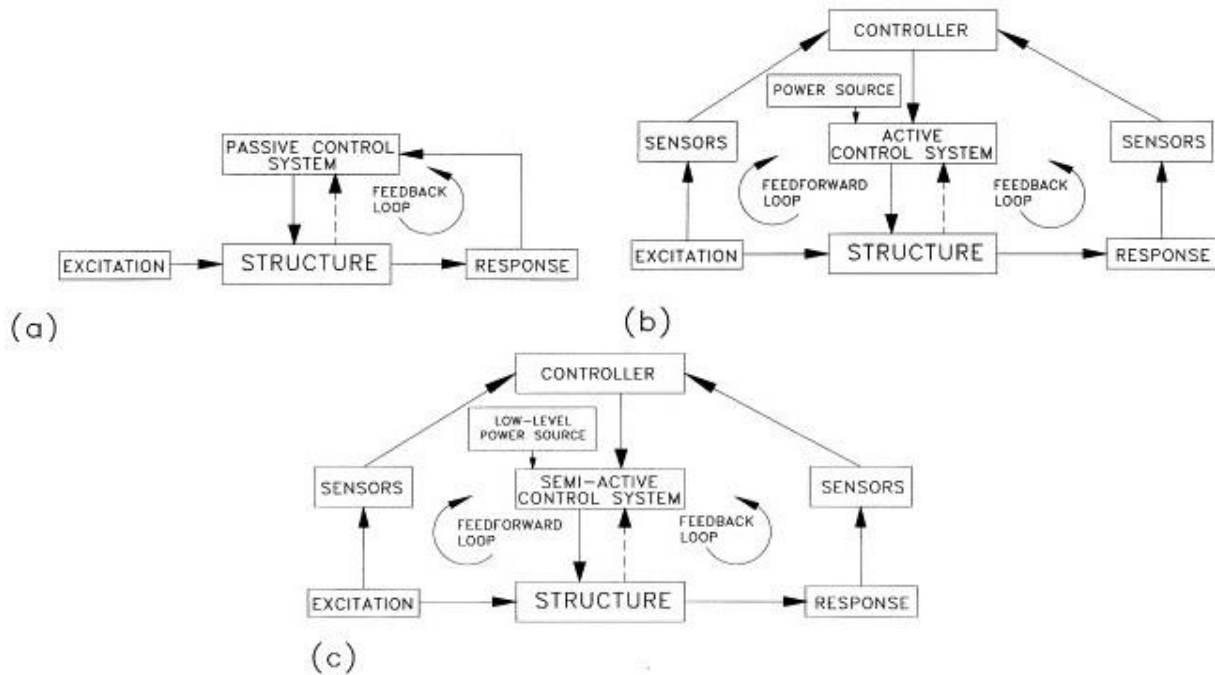 PASSIVE CONTROL
SYSTEM
FEEDBACK
LOOP
EXCITATION
STRUCTURE
RESPONSE
(a)
CONTROLLER
POWER SOURCE
SENSORS
ACTIVE
CONTROL SYSTEM
SENSORS
FEEDFORWARD
LOOP
FEEDBACK
LOOP
EXCITATION
STRUCTURE
RESPONSE
(b)
CONTROLLER
LOW-LEVEL
POWER SOURCE
SENSORS
SEMI-ACTIVE
CONTROL SYSTEM
SENSORS
FEEDFORWARD
LOOP
FEEDBACK
LOOP
EXCITATION
STRUCTURE
RESPONSE
(c)